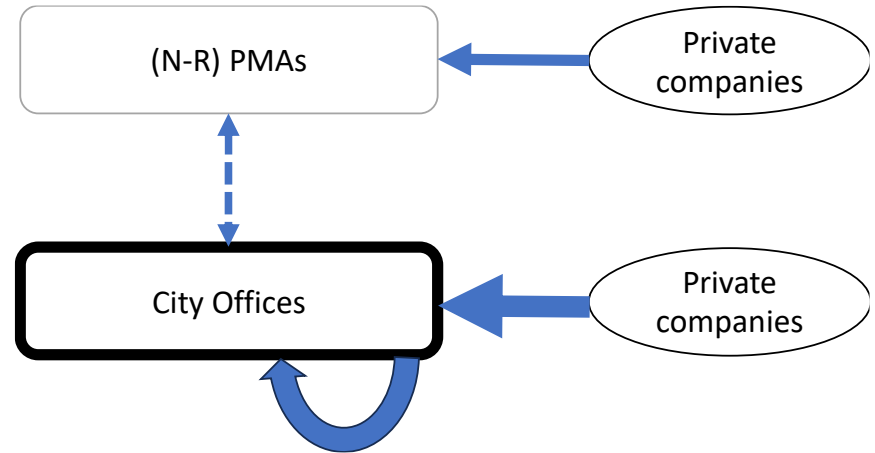 (N-R) PMAs
Private
companies
City Offices
Private
companies